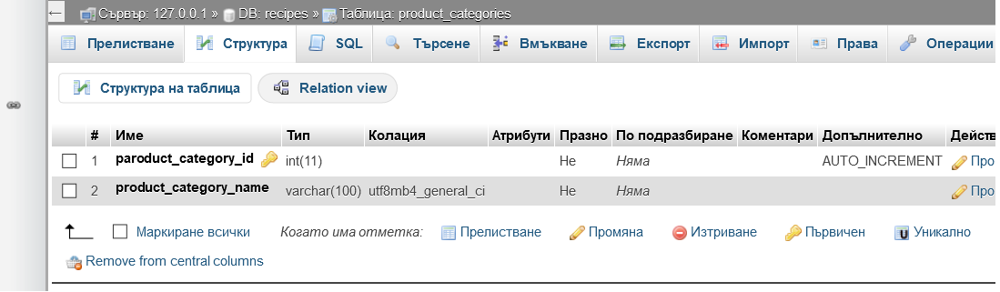 ← Сървър: 127.0.0.1 » DB: recipes » Таблица: product_categories
Прелистване Структура SQL Търсене Вмъкване Експорт Импорт Права Операции
Структура на таблица Relation view
# Име Тип Колация Атрибути Празно По подразбиране Коментари Допълнително Действ
1 paroduct_category_id int(11) Не Няма AUTO_INCREMENT Про
2 product_category_name varchar(100) utf8mb4_general_ci Не Няма Про
Маркиране всички Когато има отметка: Прелистване Промяна Изтриване Първичен Уникално
Remove from central columns